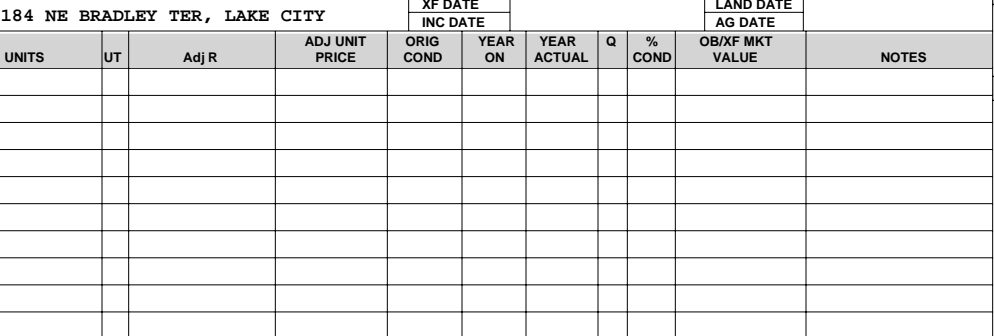 XF DATE LAND DATE
184 NE BRADLEY TER, LAKE CITY
INC DATE AG DATE
ADJ UNIT ORIG YEAR YEAR Q % OB/XF MKT
UNITS UT Adj R PRICE COND ON ACTUAL COND VALUE NOTES